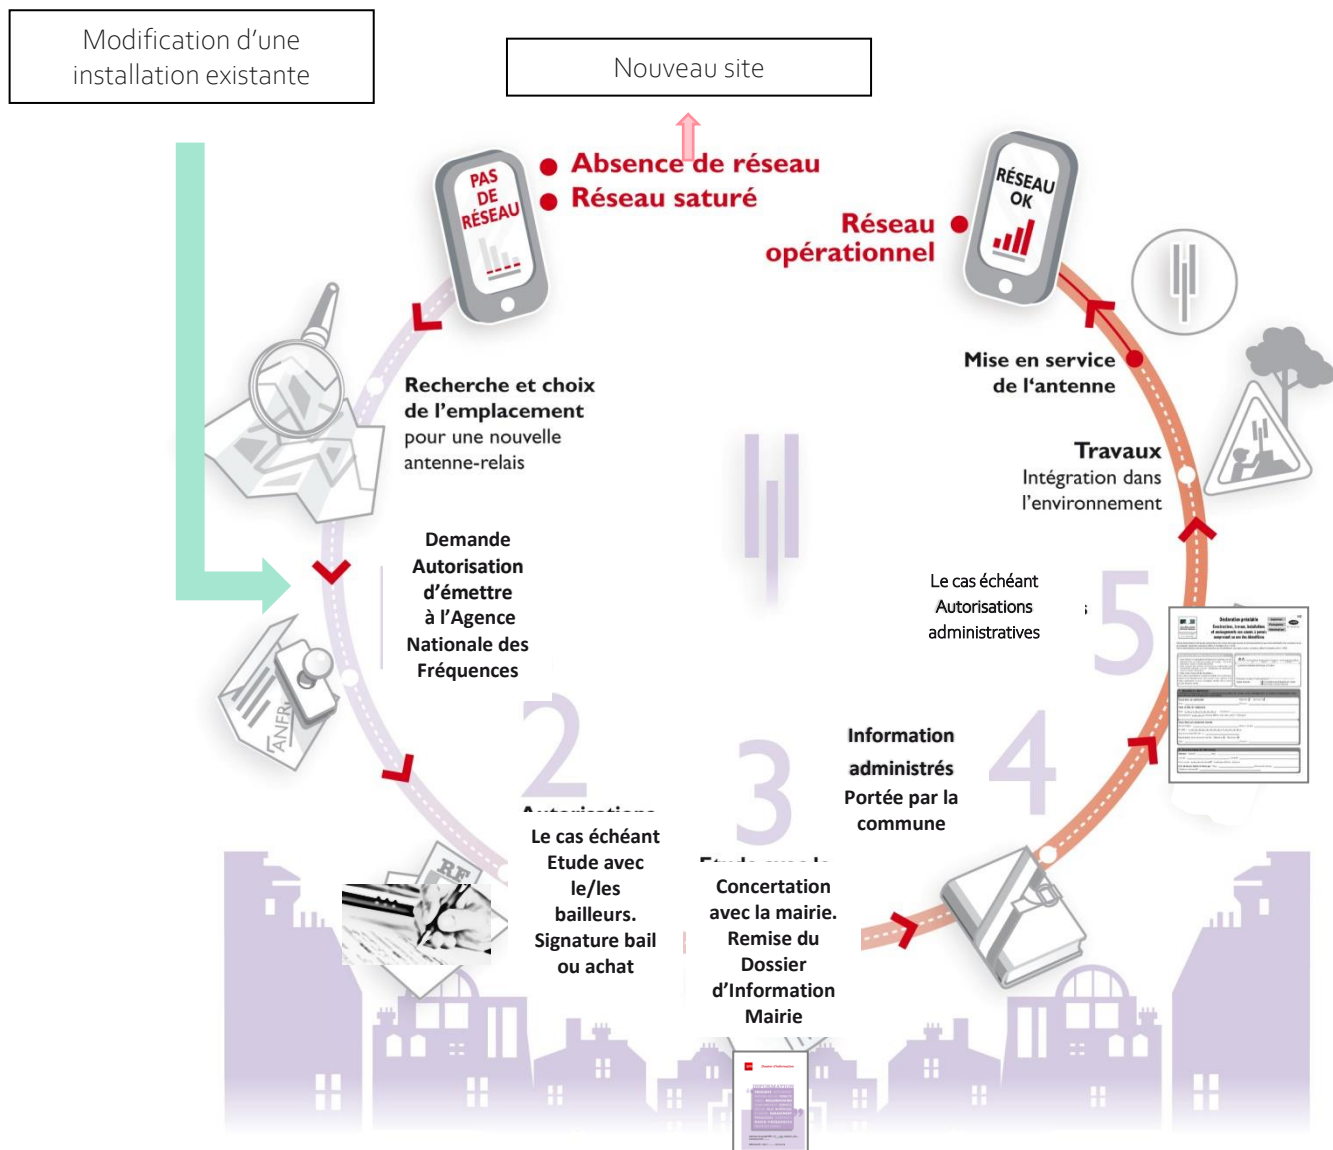 Modification d’une
installation existante
Nouveau site
PAS
DE
RÉSEAU
Absence de réseau
Réseau saturé
RÉSEAU
OK
Réseau
opérationnel
Recherche et choix
de l’emplacement
pour une nouvelle
antenne-relais
Mise en service
de l‘antenne
Travaux
Intégration dans
l’environnement
Demande
Autorisation
d’émettre
à l’Agence
Nationale des
Fréquences
ANFR
Le cas échéant
Autorisations
administratives
5
Déclaration préalable
2
3
4
Information
administrés
Portée par la
commune
RF
Le cas échéant
Etude avec
le/les
bailleurs.
Signature bail
ou achat
Concertation
avec la mairie.
Remise du
Dossier
d’Information
Mairie
INFORMATION